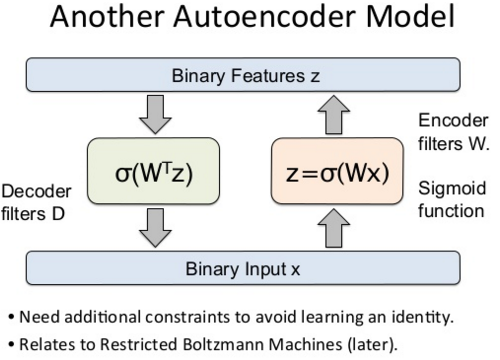 Another Autoencoder Model
Binary Features z
Encoder
filters W.
σ(Wᵀz)
z=σ(Wx)
Decoder
filters D
Sigmoid
function
Binary Input x
• Need additional constraints to avoid learning an identity.
• Relates to Restricted Boltzmann Machines (later).